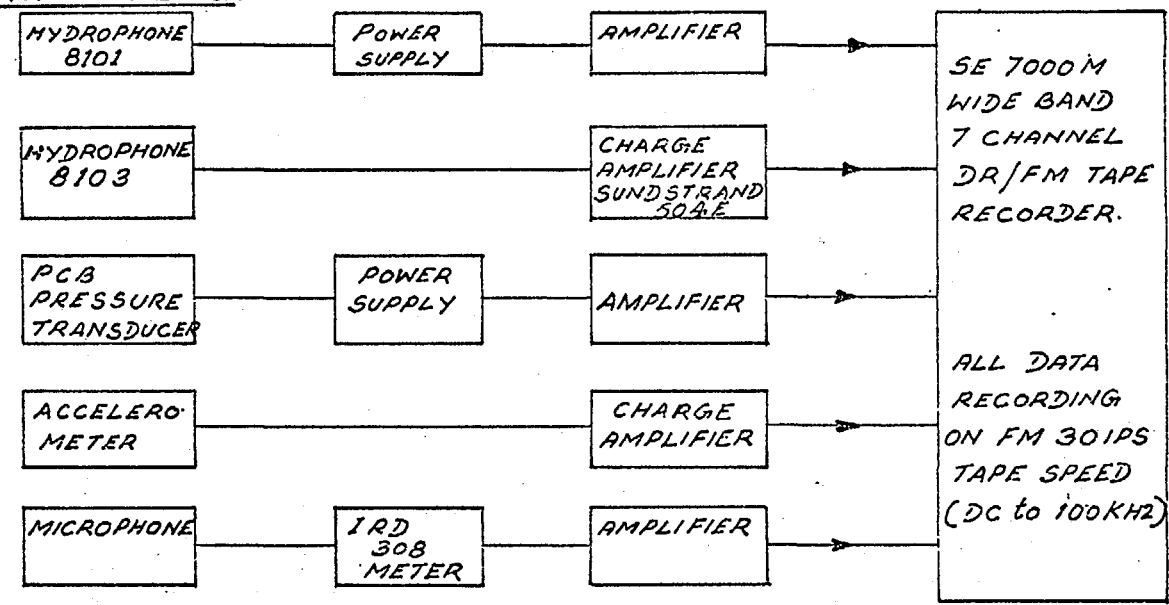 HYDROPHONE
8101
POWER
SUPPLY
AMPLIFIER
HYDROPHONE
8103
CHARGE
AMPLIFIER
SUNDSTRAND
504E
PCB
PRESSURE
TRANSDUCER
POWER
SUPPLY
AMPLIFIER
ACCELERO-
METER
CHARGE
AMPLIFIER
MICROPHONE
IRD
308
METER
AMPLIFIER
SE 7000M
WIDE BAND
7 CHANNEL
DR/FM TAPE
RECORDER.
ALL DATA
RECORDING
ON FM 30IPS
TAPE SPEED
(DC to 100KHZ)